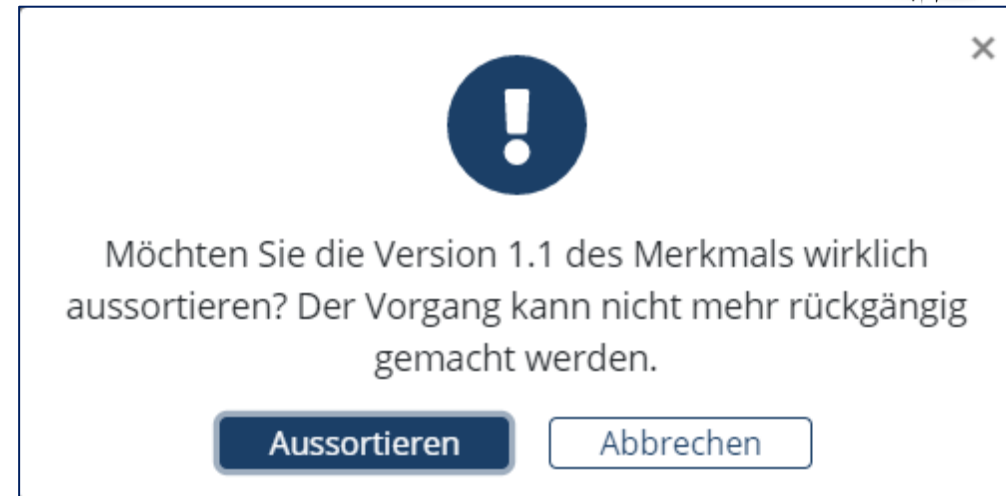 Möchten Sie die Version 1.1 des Merkmals wirklich
aussortieren? Der Vorgang kann nicht mehr rückgängig
gemacht werden.
Aussortieren
Abbrechen